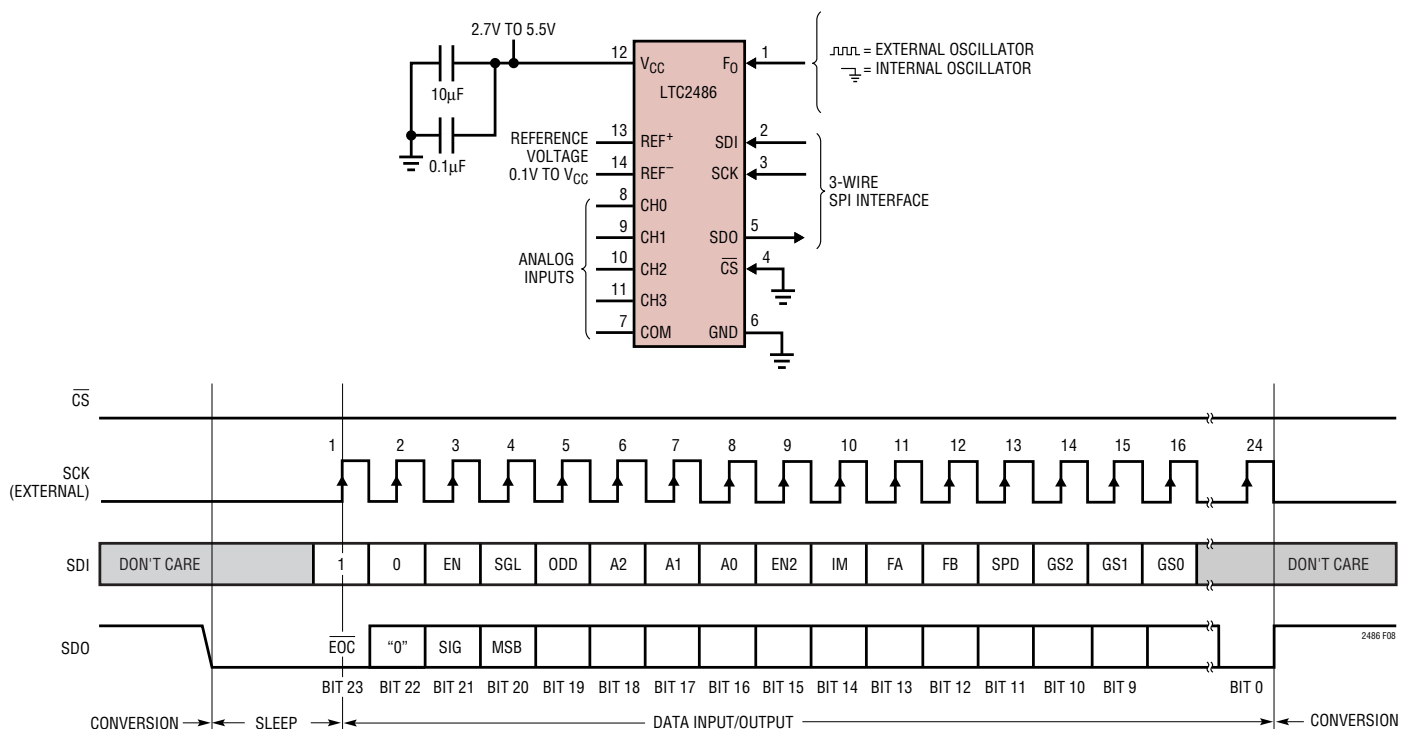 2.7V TO 5.5V
10µF
0.1µF
12
VCC
FO
1
= EXTERNAL OSCILLATOR
= INTERNAL OSCILLATOR
LTC2486
REFERENCE
VOLTAGE
0.1V TO VCC
13
REF+
14
REF–
SDI
2
SCK
3
3-WIRE
SPI INTERFACE
ANALOG
INPUTS
8
CH0
9
CH1
10
CH2
11
CH3
7
COM
SDO
5
CS
4
GND
6
CS
1 2 3 4 5 6 7 8 9 10 11 12 13 14 15 16 24
SCK
(EXTERNAL)
SDI DON'T CARE 1 0 EN SGL ODD A2 A1 A0 EN2 IM FA FB SPD GS2 GS1 GS0 DON'T CARE
SDO EOC "0" SIG MSB
2486 F08
BIT 23 BIT 22 BIT 21 BIT 20 BIT 19 BIT 18 BIT 17 BIT 16 BIT 15 BIT 14 BIT 13 BIT 12 BIT 11 BIT 10 BIT 9 BIT 0
CONVERSION SLEEP DATA INPUT/OUTPUT CONVERSION